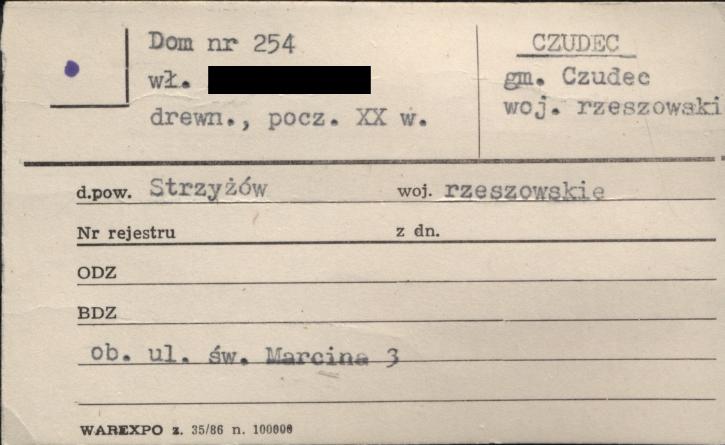 Dom nr 254
wł.
drewn., pocz. XX w.
CZUDEC
gm. Czudec
woj. rzeszowski
d.pow. Strzyżów woj. rzeszowskie
Nr rejestru z dn.
ODZ
BDZ
ob. ul. św. Marcina 3
WAREXPO z. 35/86 n. 100000